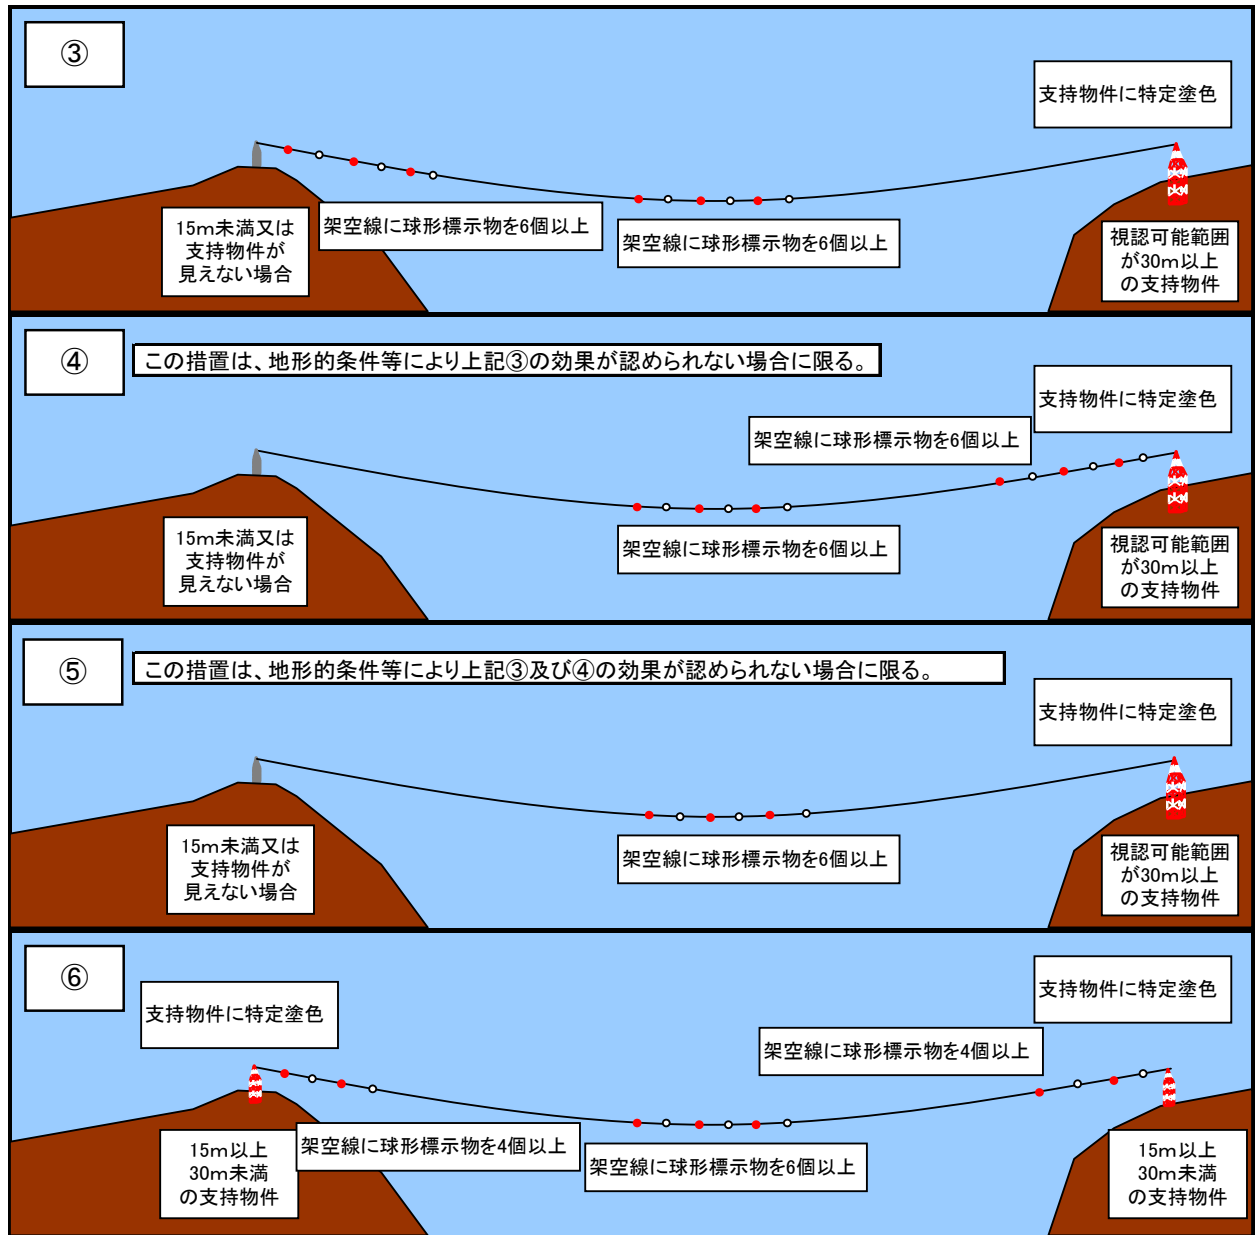 ③
支持物件に特定塗色
15m未満又は
支持物件が
見えない場合
架空線に球形標示物を6個以上
架空線に球形標示物を6個以上
視認可能範囲
が30m以上
の支持物件
④
この措置は、地形的条件等により上記③の効果が認められない場合に限る。
支持物件に特定塗色
架空線に球形標示物を6個以上
15m未満又は
支持物件が
見えない場合
架空線に球形標示物を6個以上
視認可能範囲
が30m以上
の支持物件
⑤
この措置は、地形的条件等により上記③及び④の効果が認められない場合に限る。
支持物件に特定塗色
15m未満又は
支持物件が
見えない場合
架空線に球形標示物を6個以上
視認可能範囲
が30m以上
の支持物件
⑥
支持物件に特定塗色
支持物件に特定塗色
架空線に球形標示物を4個以上
15m以上
30m未満
の支持物件
架空線に球形標示物を4個以上
架空線に球形標示物を6個以上
15m以上
30m未満
の支持物件